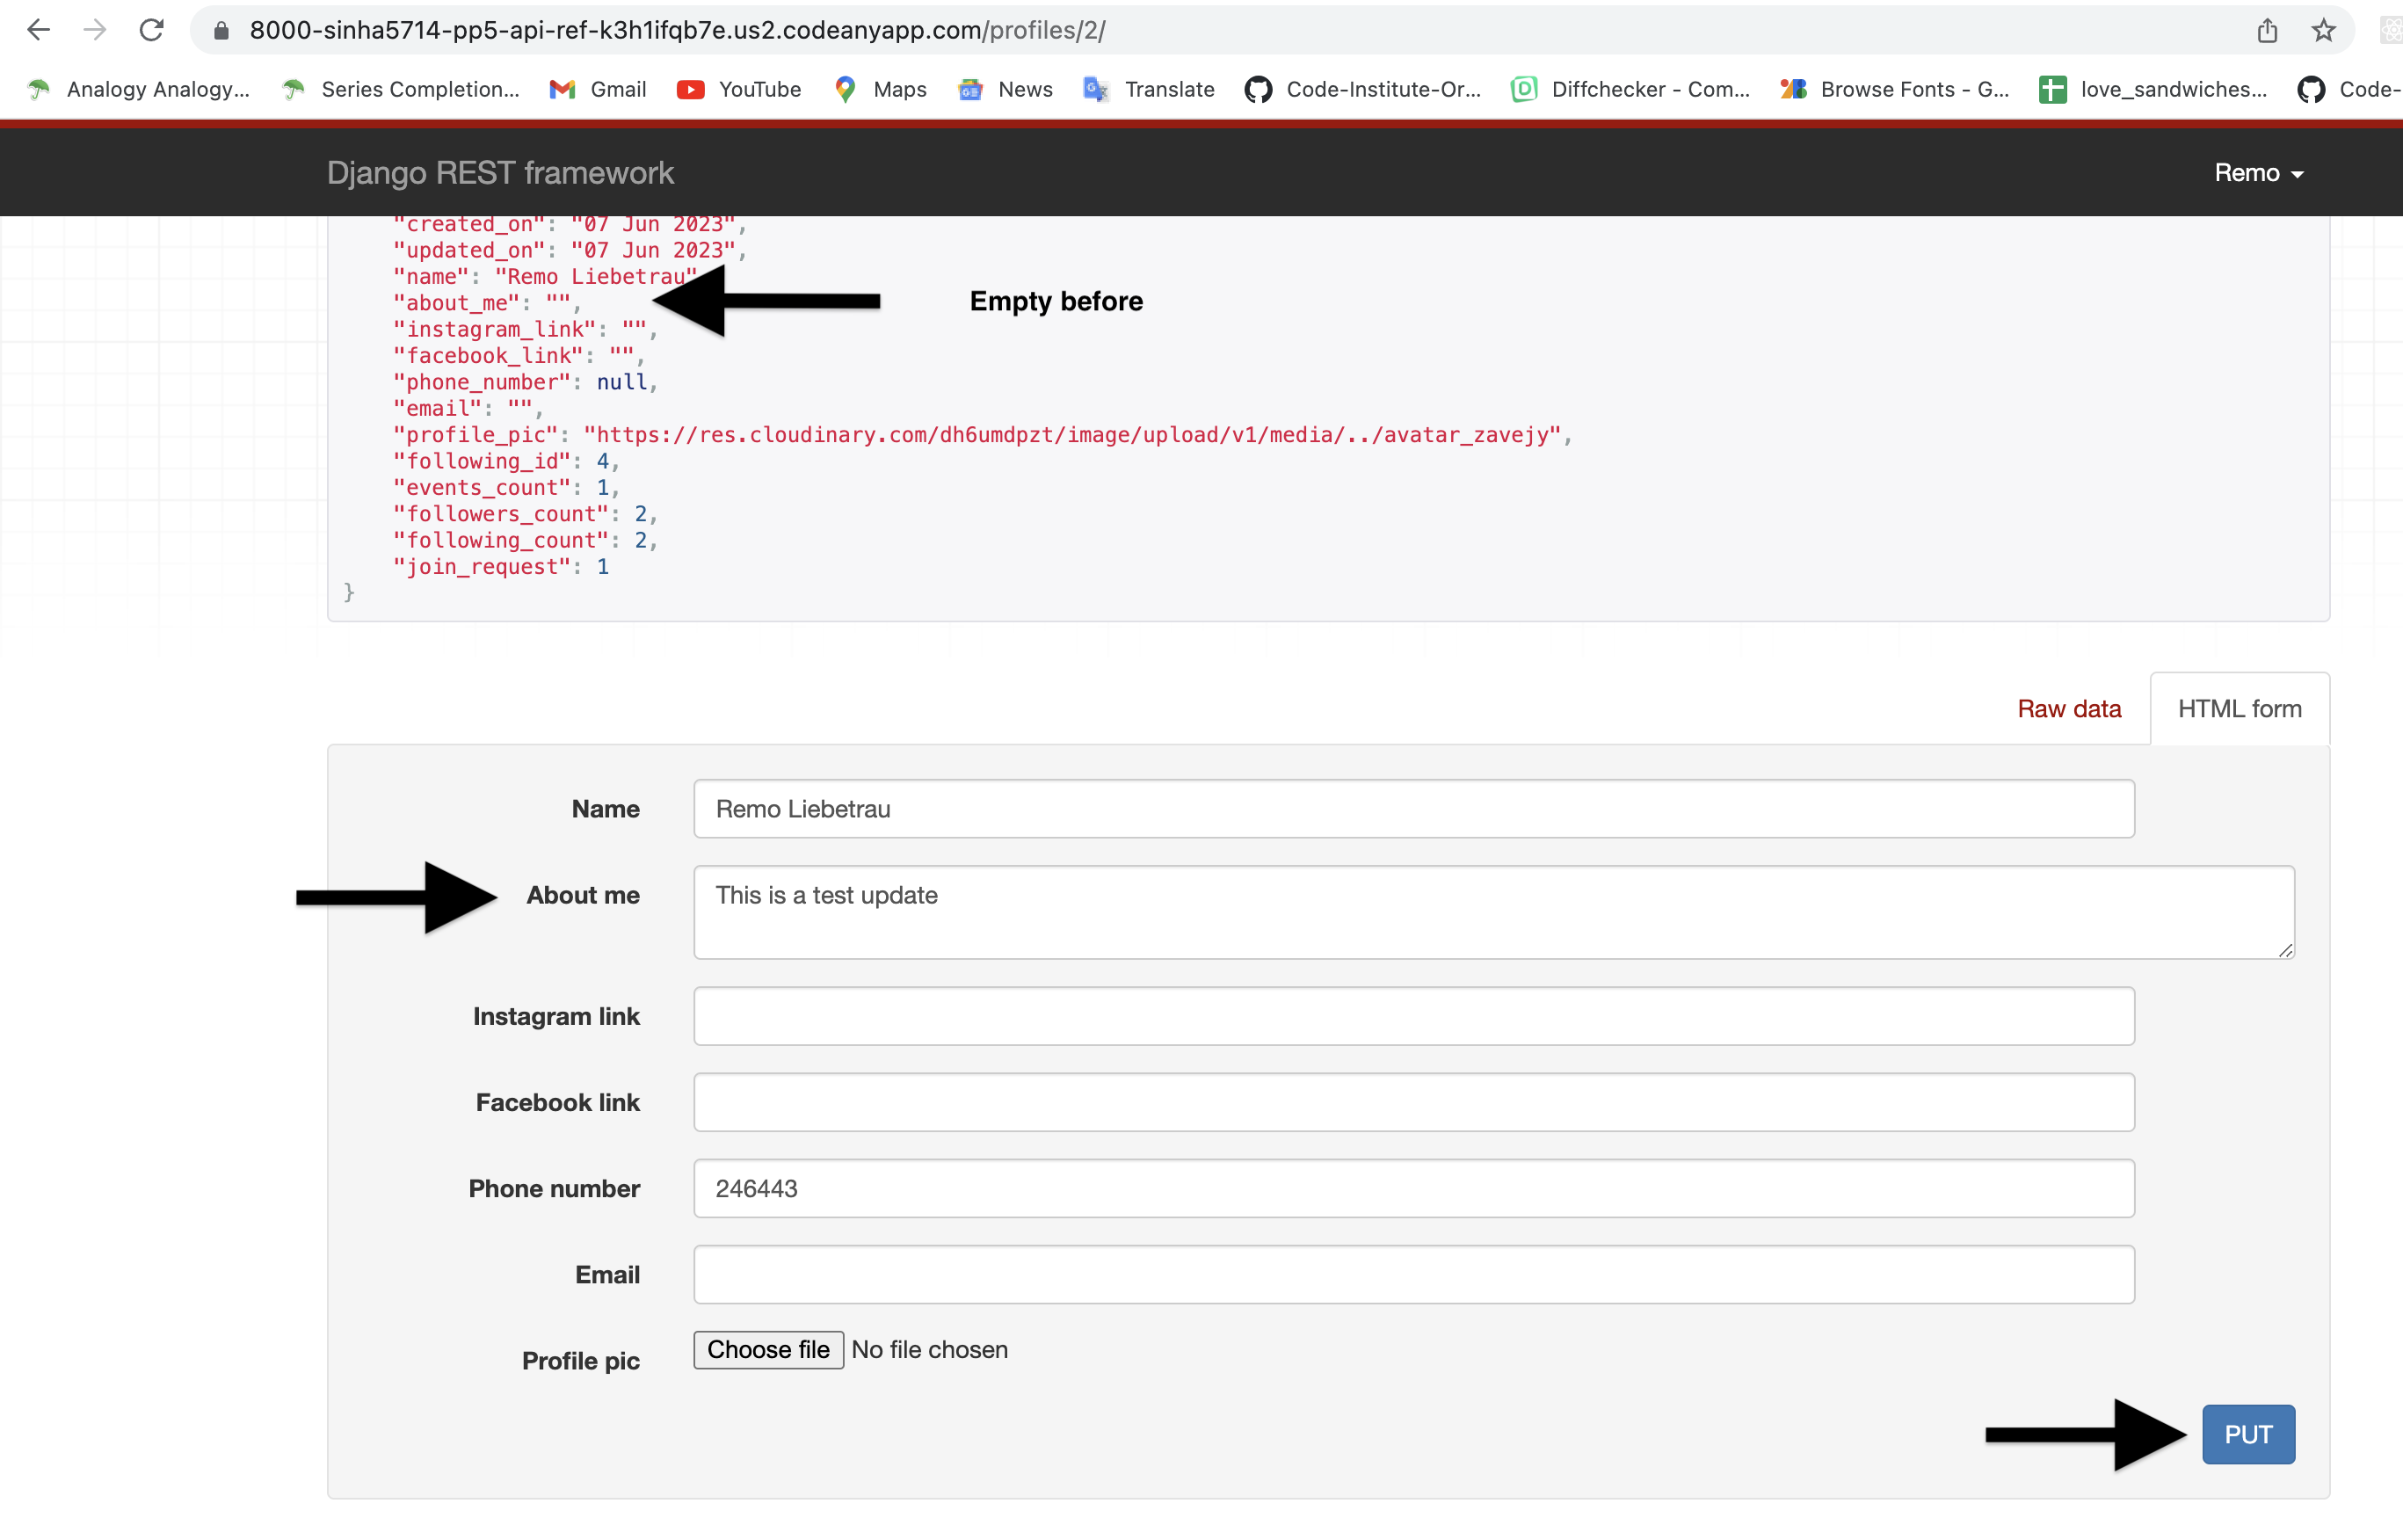 8000-sinha5714-pp5-api-ref-k3h1ifqb7e.us2.codeanyapp.com/profiles/2/
Analogy Analogy... Series Completion... Gmail YouTube Maps News Translate Code-Institute-Or... Diffchecker - Com... Browse Fonts - G... love_sandwiches... Code-
Django REST framework Remo
"created_on": "07 Jun 2023",
"updated_on": "07 Jun 2023",
"name": "Remo Liebetrau"
"about_me": "", Empty before
"instagram_link": "",
"facebook_link": "",
"phone_number": null,
"email": "",
"profile_pic": "https://res.cloudinary.com/dh6umdpzt/image/upload/v1/media/../avatar_zavejy",
"following_id": 4,
"events_count": 1,
"followers_count": 2,
"following_count": 2,
"join_request": 1
}
Raw data HTML form
Name Remo Liebetrau
About me This is a test update
Instagram link
Facebook link
Phone number 246443
Email
Profile pic Choose file No file chosen
PUT